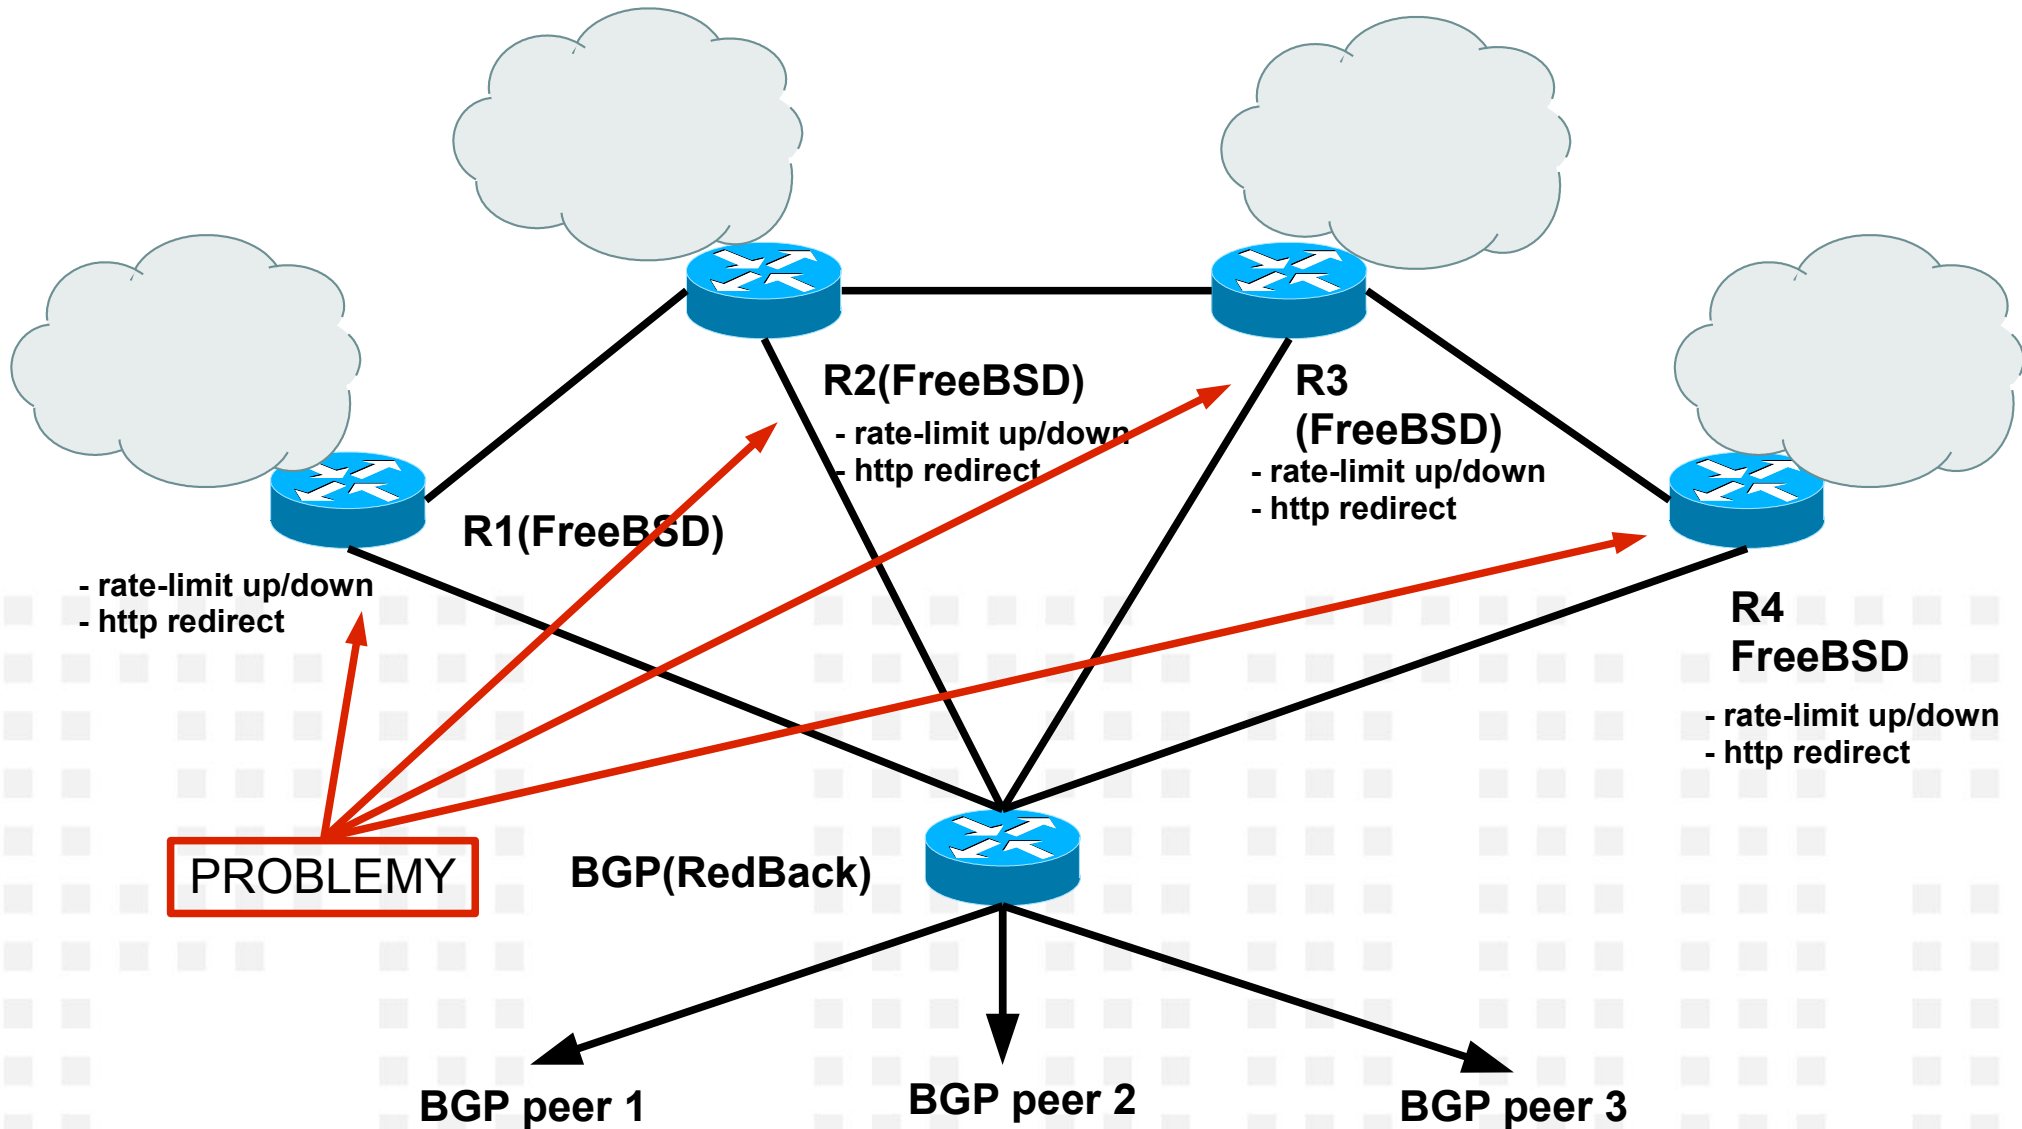 R2(FreeBSD)
- rate-limit up/down
- http redirect
R3
(FreeBSD)
- rate-limit up/down
- http redirect
R1(FreeBSD)
- rate-limit up/down
- http redirect
R4
FreeBSD
- rate-limit up/down
- http redirect
PROBLEMY
BGP(RedBack)
BGP peer 1
BGP peer 2
BGP peer 3